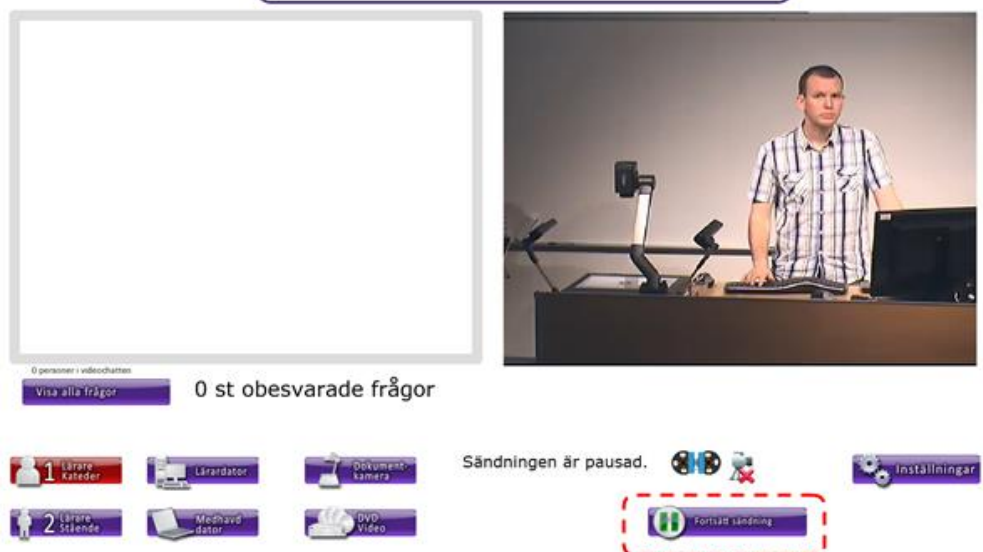 0 personer i videochatten
Visa alla frågor
0 st obesvarade frågor
1 Lärare
Kateder
Lärardator
Dokument-
kamera
Sändningen är pausad.
Inställningar
2 Lärare
Stående
Medhavd
dator
DVD
Video
Fortsätt sändning